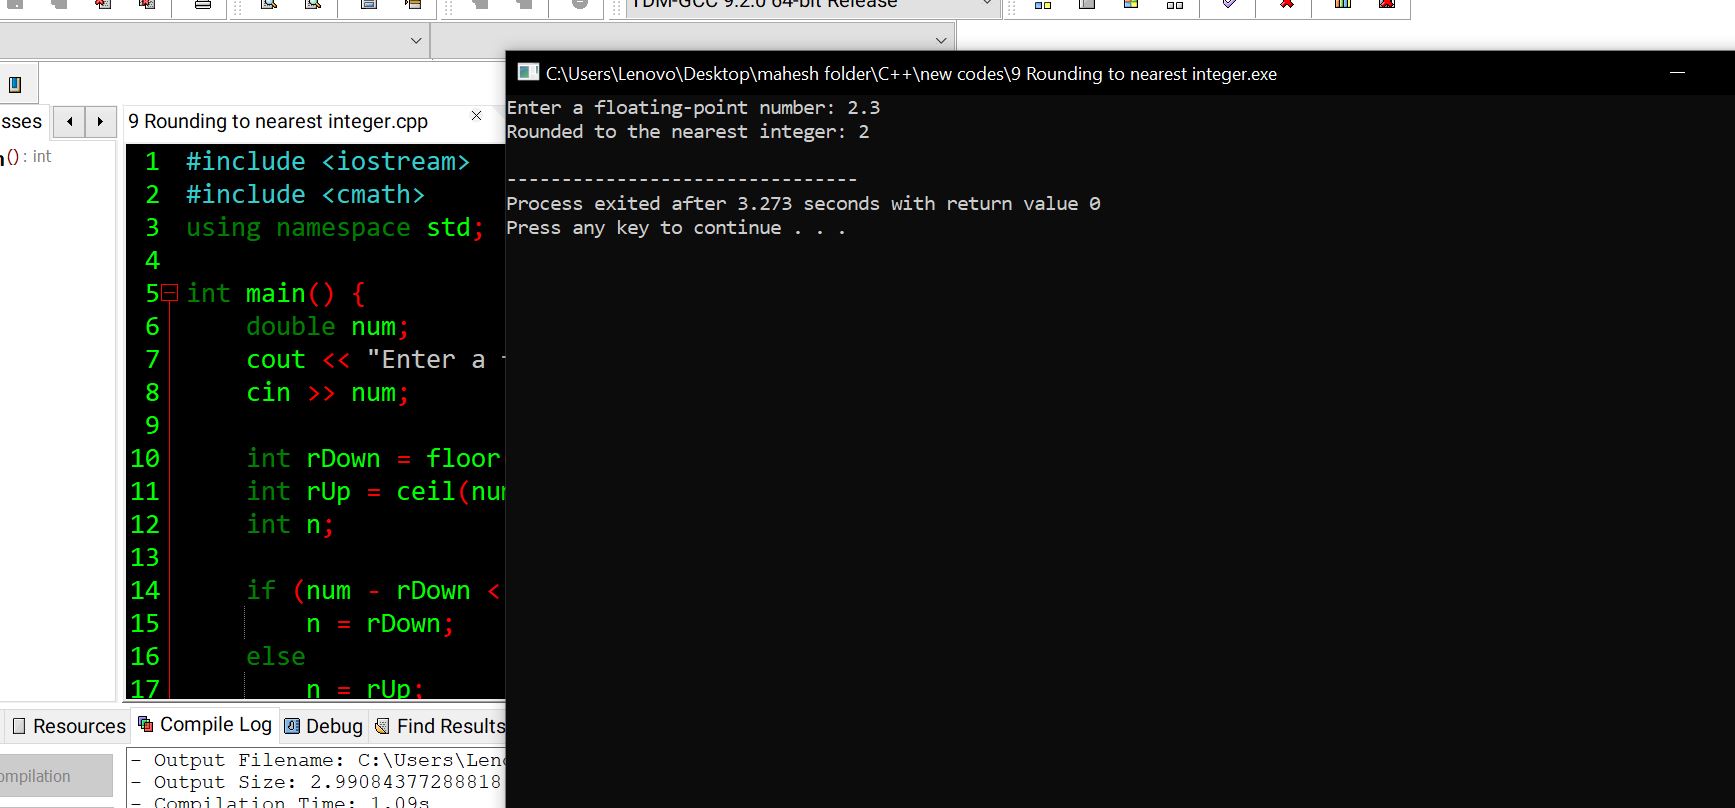 TDM-GCC 9.2.0 64-bit Release
C:\Users\Lenovo\Desktop\mahesh folder\C++\new codes\9 Rounding to nearest integer.exe
Enter a floating-point number: 2.3
Rounded to the nearest integer: 2
--------------------------------
Process exited after 3.273 seconds with return value 0
Press any key to continue . . .
sses
9 Rounding to nearest integer.cpp
() : int
1 #include <iostream>
2 #include <cmath>
3 using namespace std;
4
5 int main() {
6 double num;
7 cout << "Enter a
8 cin >> num;
9
10 int rDown = floor
11 int rUp = ceil(num
12 int n;
13
14 if (num - rDown <
15 n = rDown;
16 else
17 n = rUp;
Resources Compile Log Debug Find Results
ompilation
- Output Filename: C:\Users\Len
- Output Size: 2.99084377288818
- Compilation Time: 1.09s